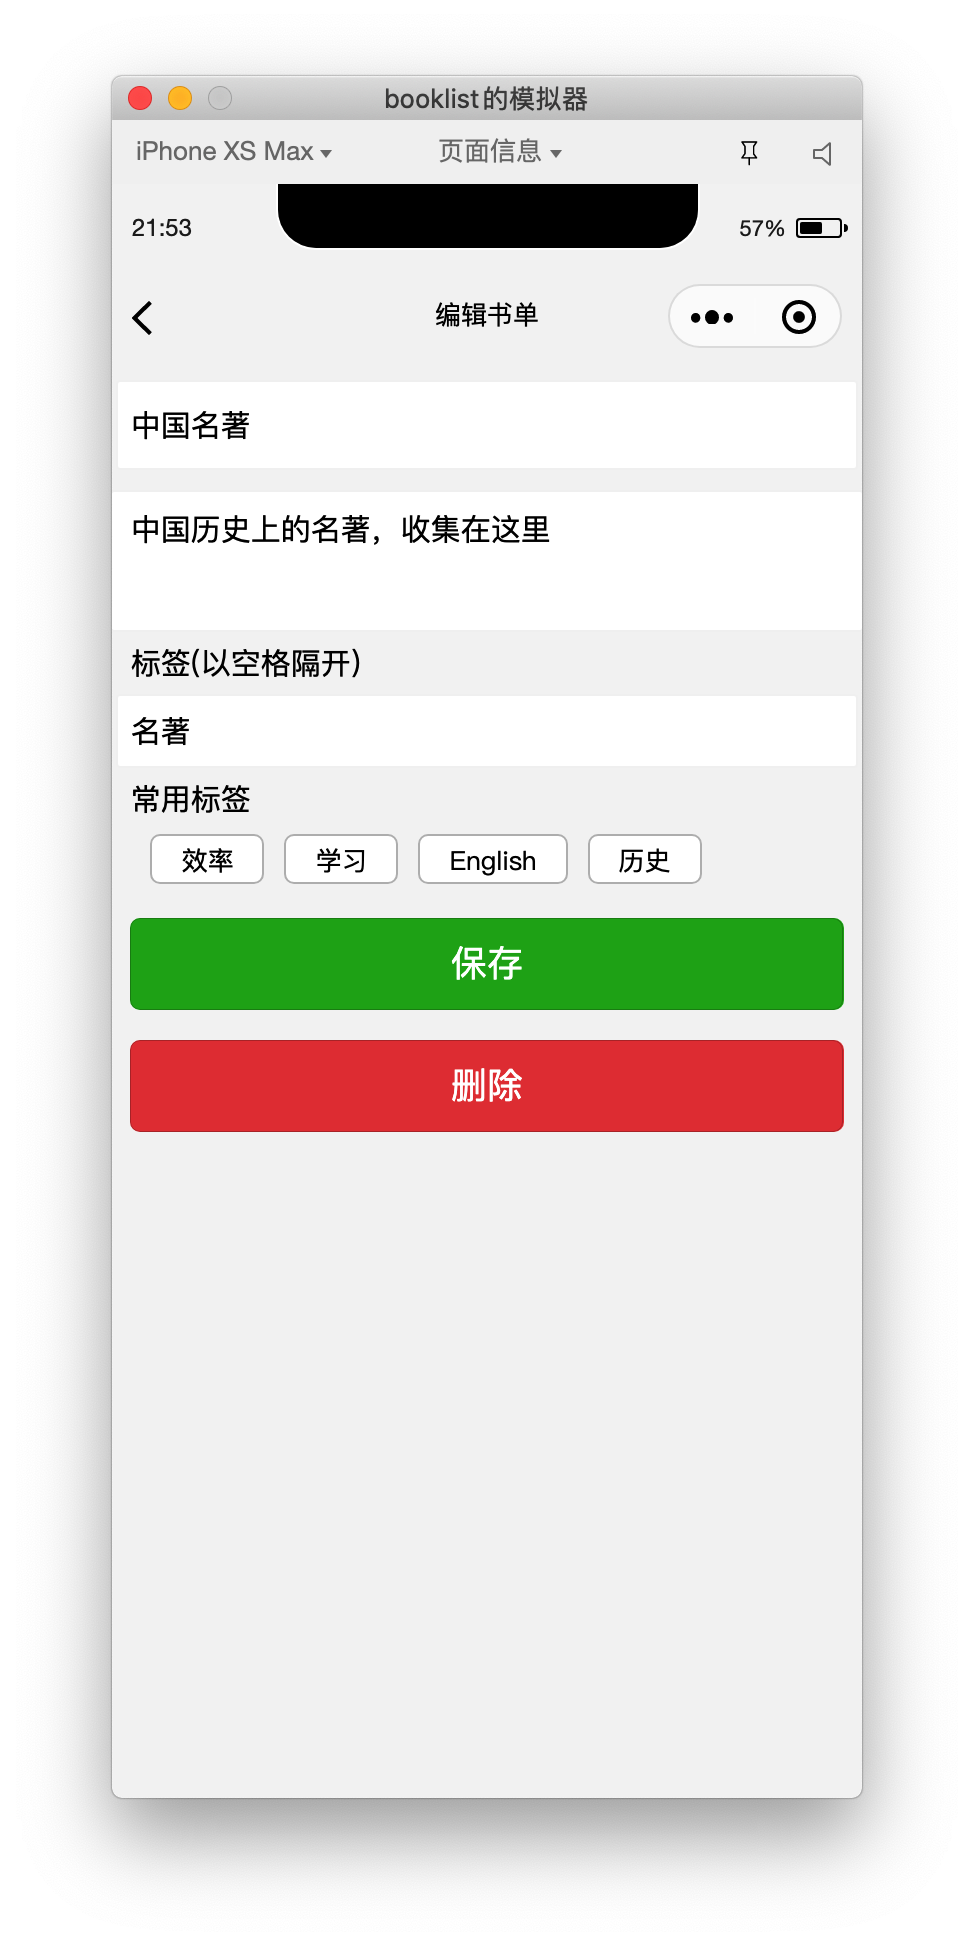 booklist的模拟器
iPhone XS Max 页面信息
21:53 57%
编辑书单
中国名著
中国历史上的名著，收集在这里
标签(以空格隔开)
名著
常用标签
效率 学习 English 历史
保存
删除